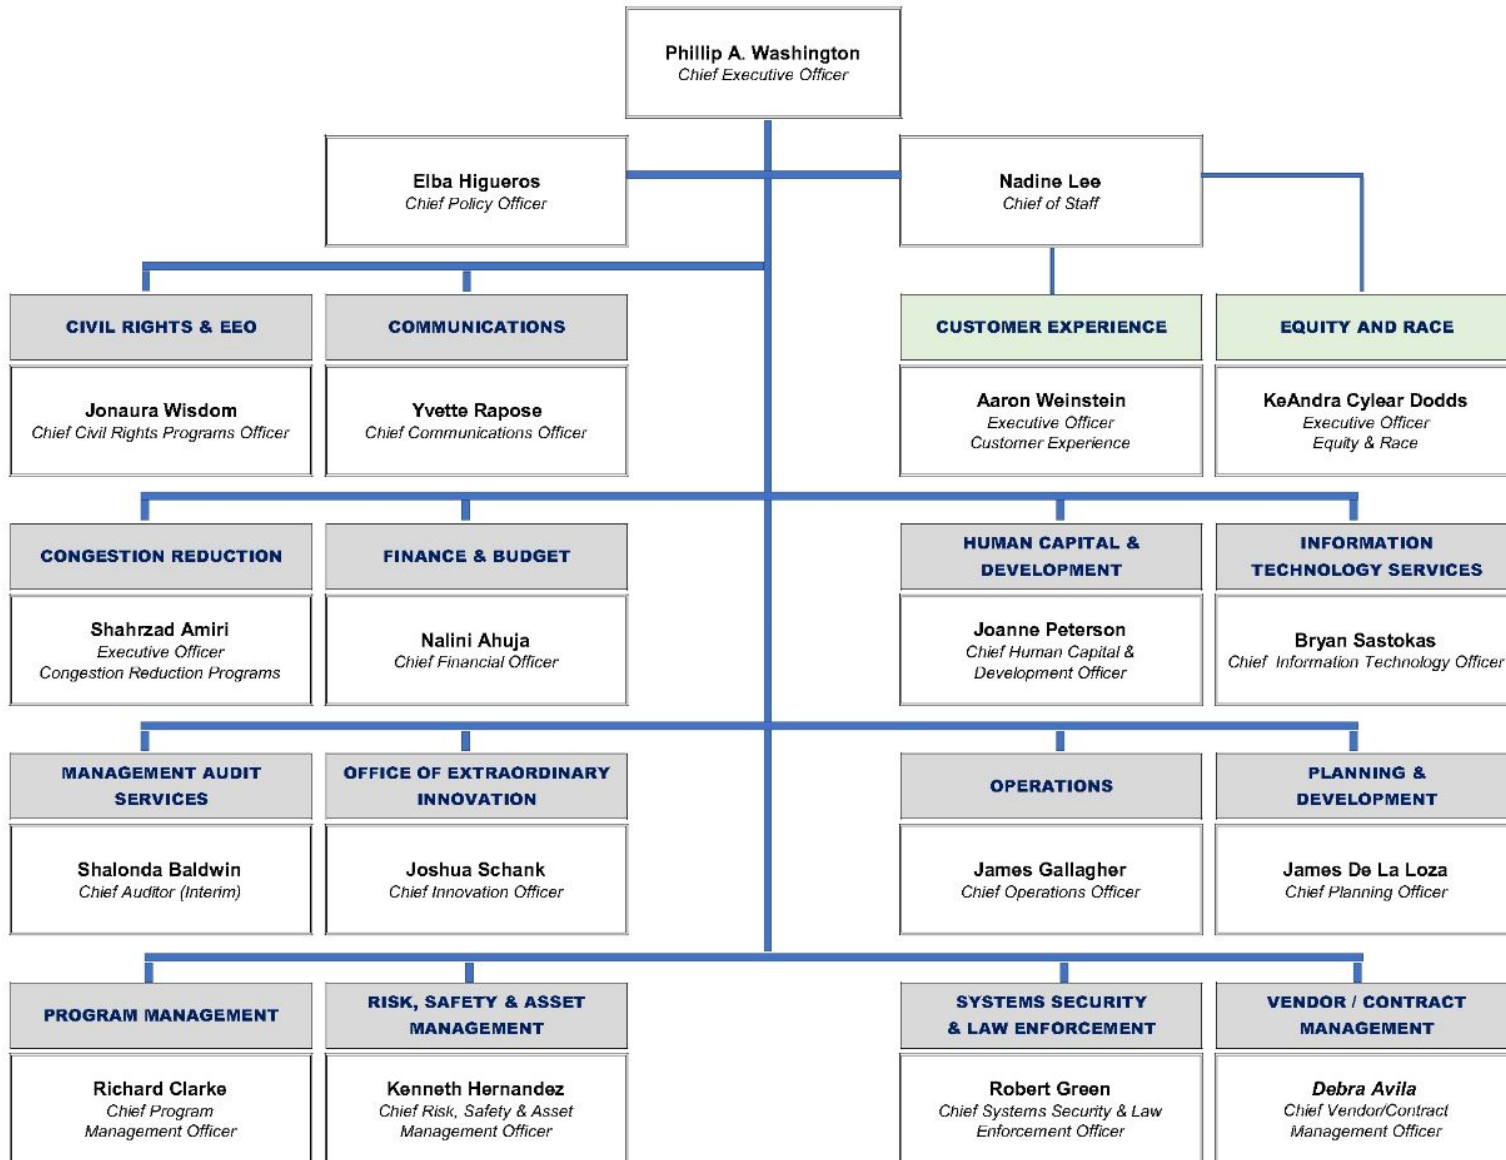 Phillip A. Washington
Chief Executive Officer
Elba Higueros
Chief Policy Officer
Nadine Lee
Chief of Staff
CIVIL RIGHTS & EEO
Jonaura Wisdom
Chief Civil Rights Programs Officer
COMMUNICATIONS
Yvette Rapose
Chief Communications Officer
CUSTOMER EXPERIENCE
Aaron Weinstein
Executive Officer
Customer Experience
EQUITY AND RACE
KeAndra Cylear Dodds
Executive Officer
Equity & Race
CONGESTION REDUCTION
Shahrzad Amiri
Executive Officer
Congestion Reduction Programs
FINANCE & BUDGET
Nalini Ahuja
Chief Financial Officer
HUMAN CAPITAL &
DEVELOPMENT
Joanne Peterson
Chief Human Capital &
Development Officer
INFORMATION
TECHNOLOGY SERVICES
Bryan Sastokas
Chief Information Technology Officer
MANAGEMENT AUDIT
SERVICES
Shalonda Baldwin
Chief Auditor (Interim)
OFFICE OF EXTRAORDINARY
INNOVATION
Joshua Schank
Chief Innovation Officer
OPERATIONS
James Gallagher
Chief Operations Officer
PLANNING &
DEVELOPMENT
James De La Loza
Chief Planning Officer
PROGRAM MANAGEMENT
Richard Clarke
Chief Program
Management Officer
RISK, SAFETY & ASSET
MANAGEMENT
Kenneth Hernandez
Chief Risk, Safety & Asset
Management Officer
SYSTEMS SECURITY
& LAW ENFORCEMENT
Robert Green
Chief Systems Security & Law
Enforcement Officer
VENDOR / CONTRACT
MANAGEMENT
Debra Avila
Chief Vendor/Contract
Management Officer